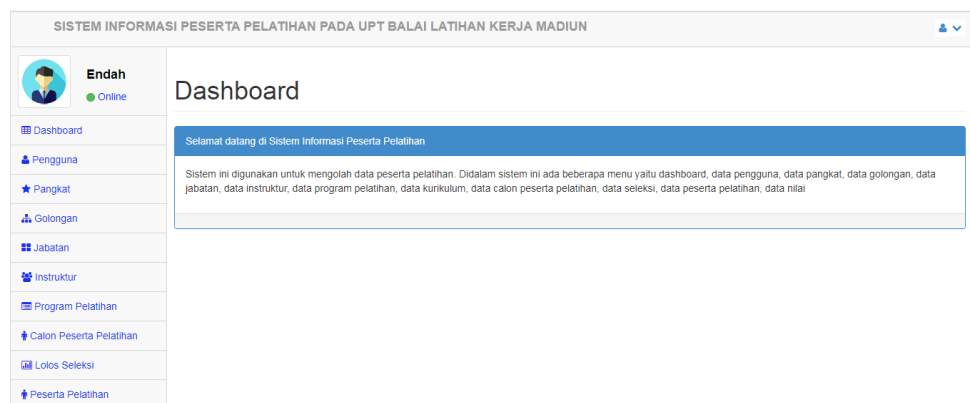 SISTEM INFORMASI PESERTA PELATIHAN PADA UPT BALAI LATIHAN KERJA MADIUN
Endah
Online
Dashboard
Pengguna
Pangkat
Golongan
Jabatan
Instruktur
Program Pelatihan
Calon Peserta Pelatihan
Lolos Seleksi
Peserta Pelatihan
Dashboard
Selamat datang di Sistem Informasi Peserta Pelatihan
Sistem ini digunakan untuk mengolah data peserta pelatihan. Didalam sistem ini ada beberapa menu yaitu dashboard, data pengguna, data pangkat, data golongan, data
jabatan, data instruktur, data program pelatihan, data kurikulum, data calon peserta pelatihan, data seleksi, data peserta pelatihan, data nilai